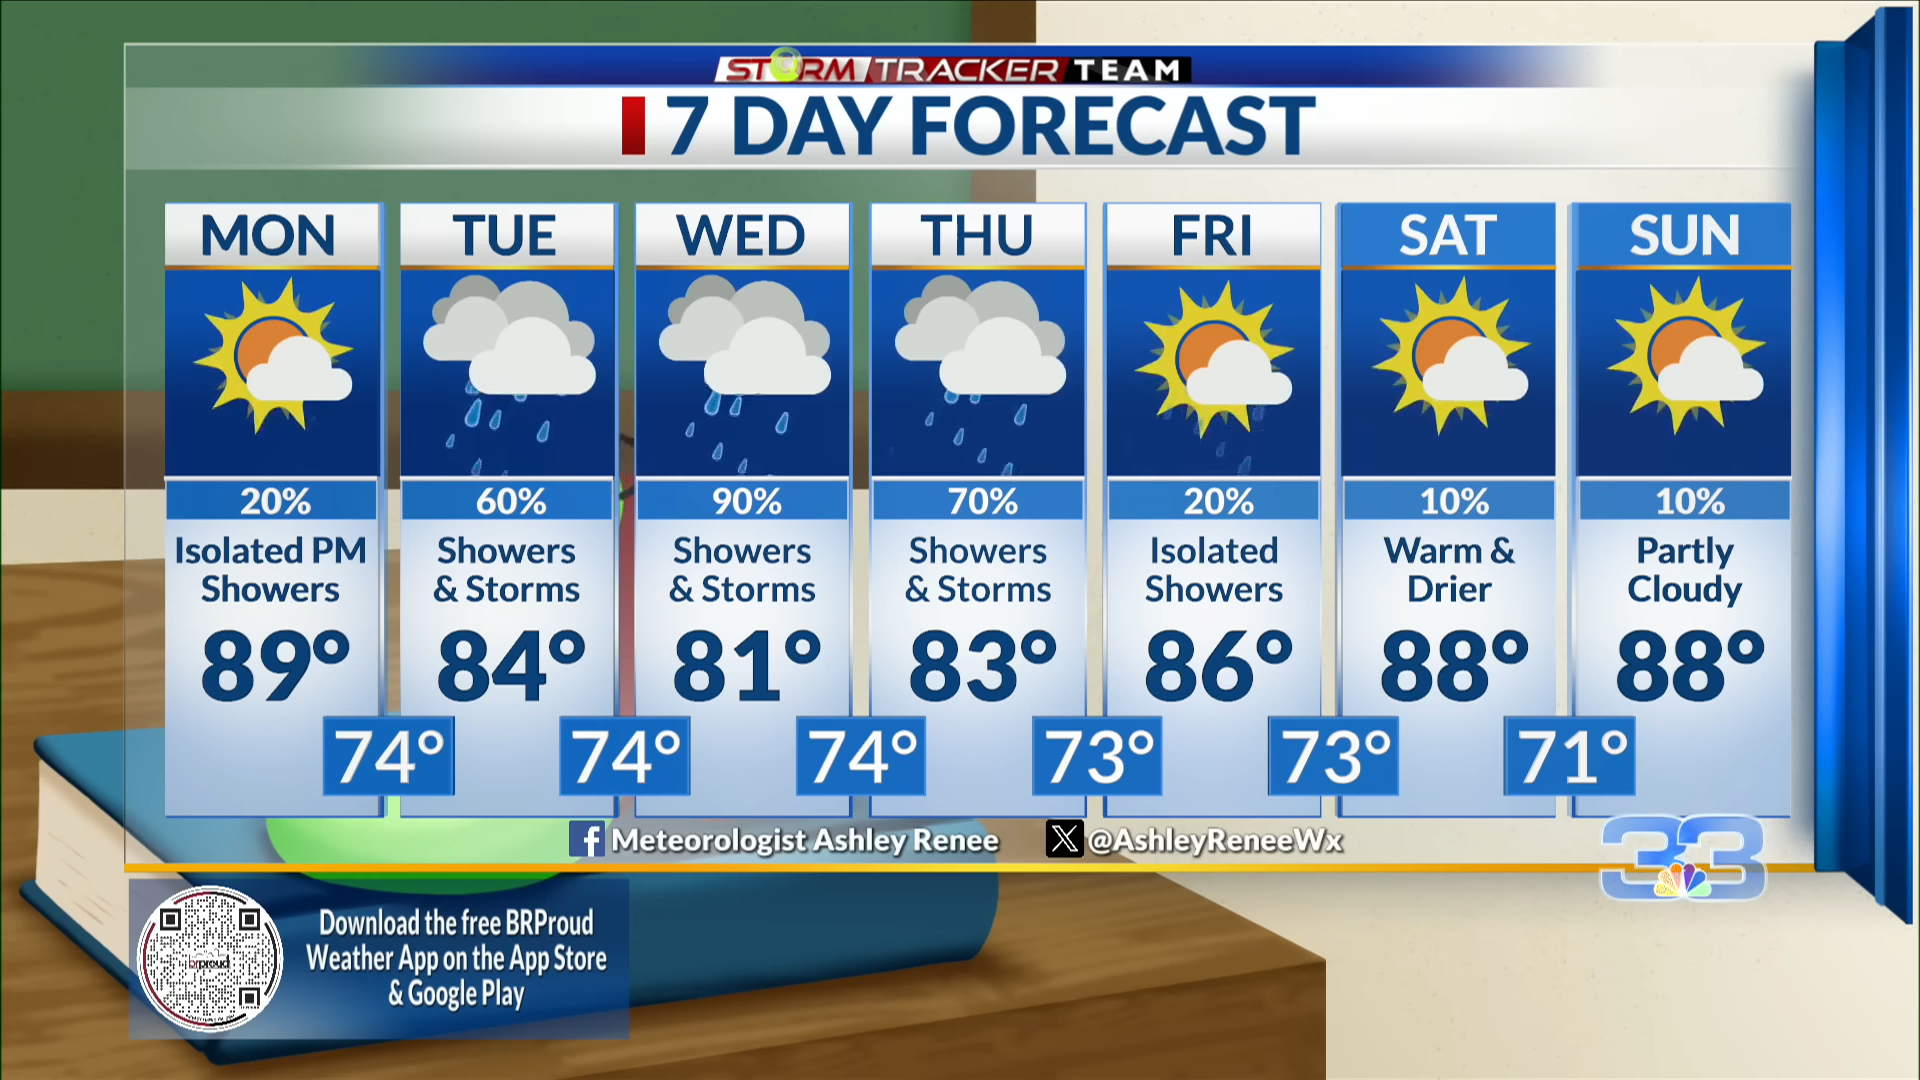 STORM TRACKER TEAM
7 DAY FORECAST
MON
TUE
WED
THU
FRI
SAT
SUN
20%
60%
90%
70%
20%
10%
10%
Isolated PM
Showers
Showers
& Storms
Showers
& Storms
Showers
& Storms
Isolated
Showers
Warm &
Drier
Partly
Cloudy
89°
84°
81°
83°
86°
88°
88°
74°
74°
74°
73°
73°
71°
Meteorologist Ashley Renee
@AshleyReneeWx
33
brproud
Download the free BRProud
Weather App on the App Store
& Google Play